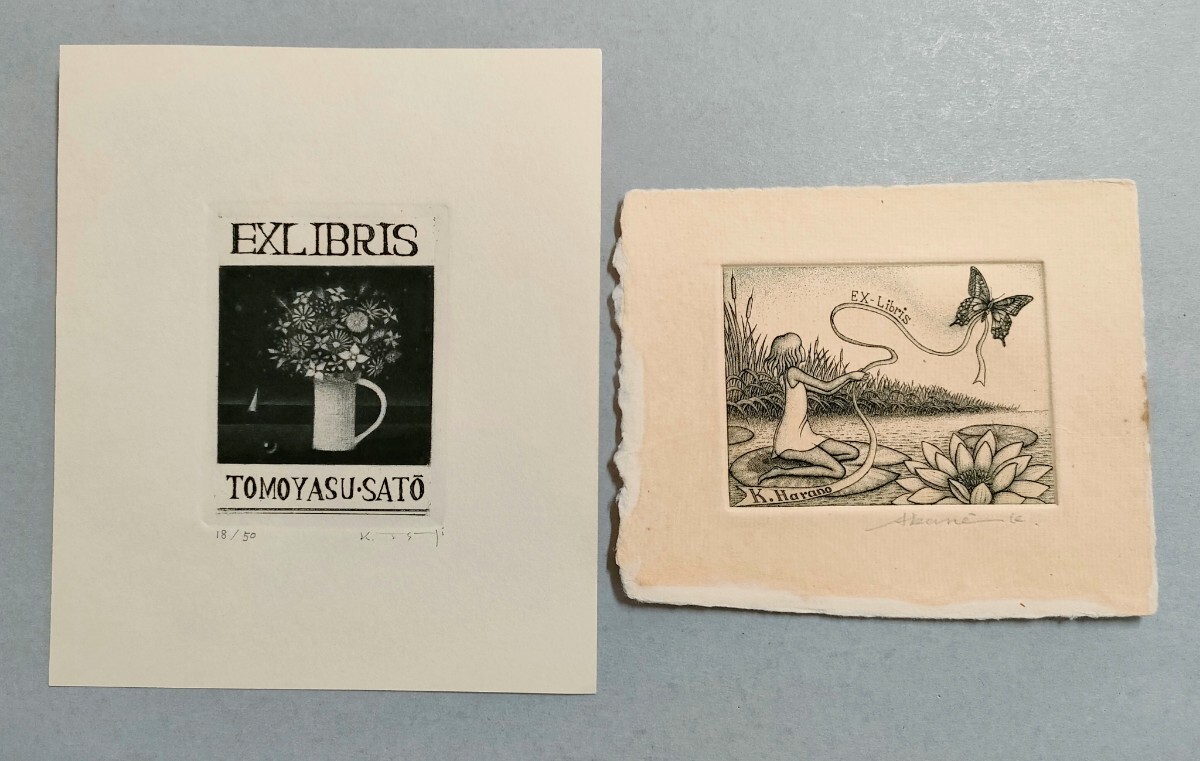 EXLIBRIS
TOMOYASU·SATŌ
18/50
K.
EX-Libris
K. Harano